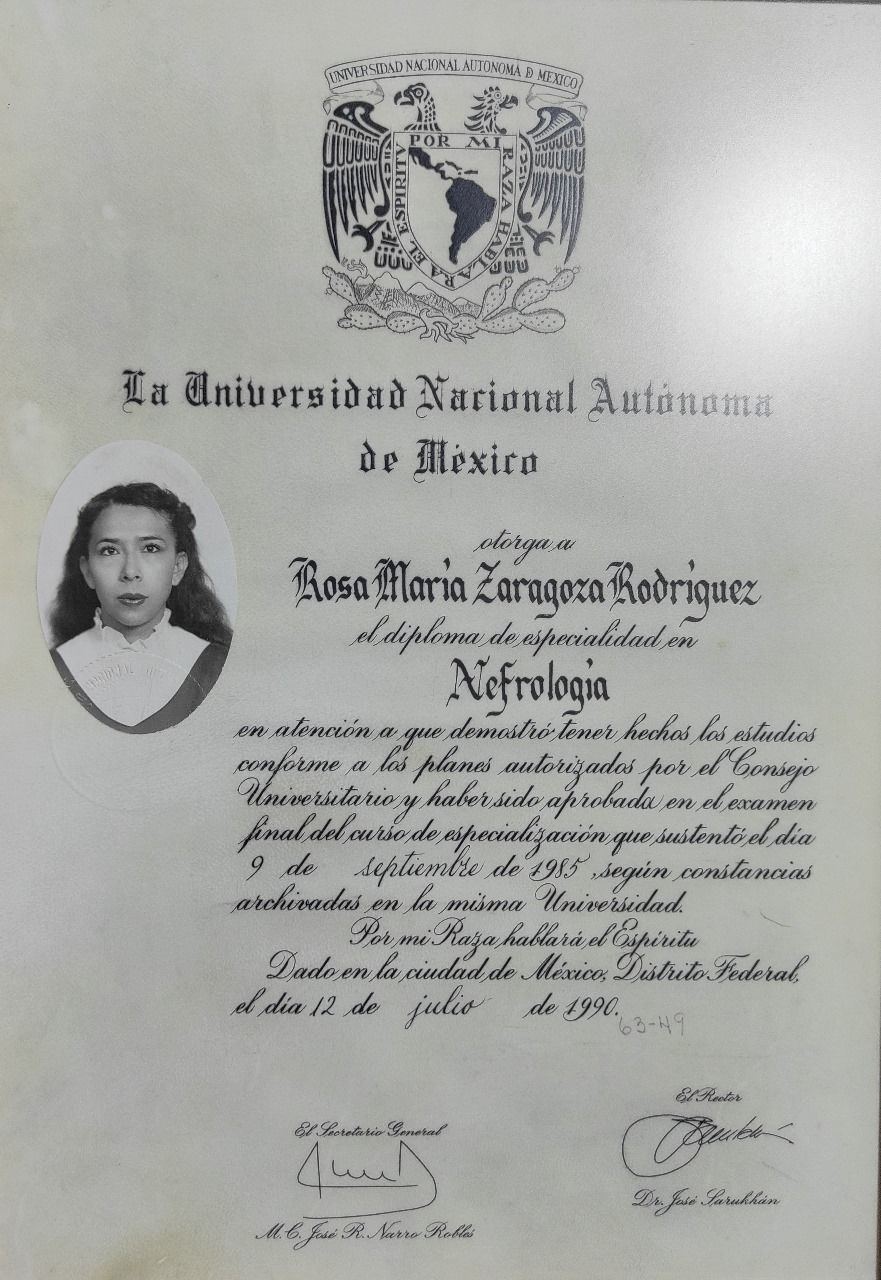 UNIVERSIDAD NACIONAL AUTONOMA D MEXICO
POR MI RAZA HABLARA EL ESPIRITV
La Universidad Nacional Autónoma
de México
otorga a
Rosa María Zaragoza Rodríguez
el diploma de especialidad en
Nefrología
en atención a que demostró tener hechos los estudios
conforme a los planes autorizados por el Consejo
Universitario y haber sido aprobada en el examen
final del curso de especialización que sustentó el día
9 de septiembre de 1985, según constancias
archivadas en la misma Universidad.
Por mi Raza hablará el Espíritu
Dado en la ciudad de México, Distrito Federal,
el día 12 de julio de 1990.
63-49
El Rector
El Secretario General
Dr. José Sarukhán
M.C. José R. Narro Robles